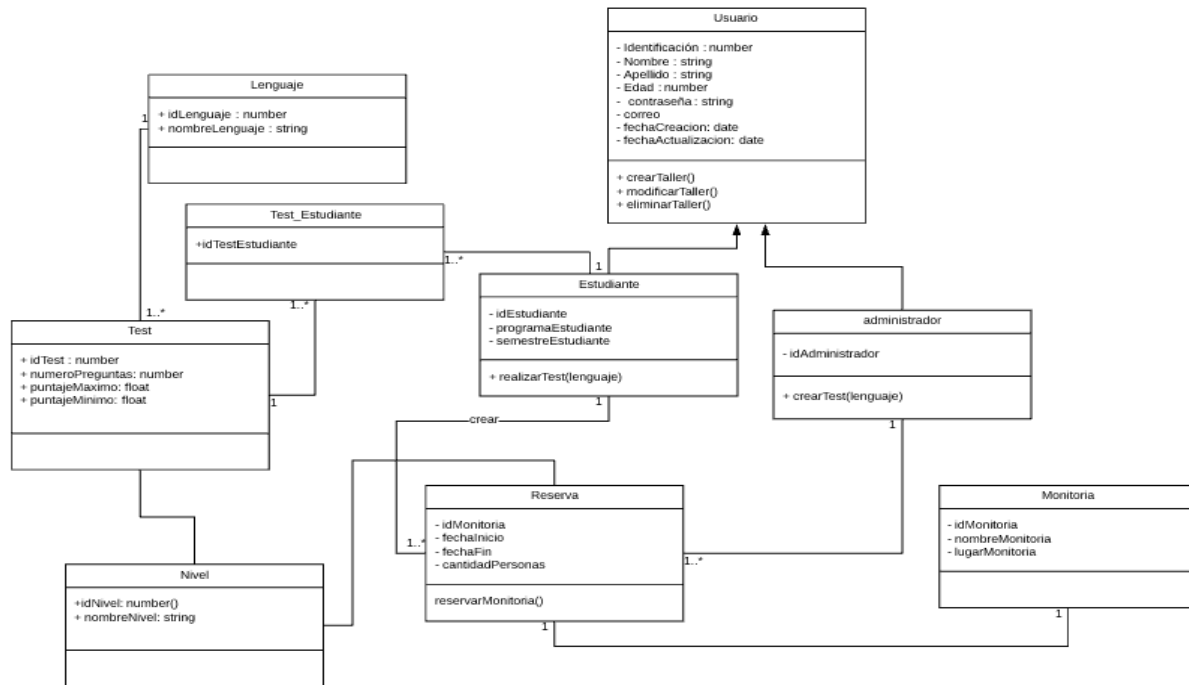 Usuario
- Identificación : number
- Nombre : string
- Apellido : string
- Edad : number
- contraseña : string
- correo
- fechaCreacion: date
- fechaActualizacion: date
+ crearTaller()
+ modificarTaller()
+ eliminarTaller()
Lenguaje
+ idLenguaje : number
+ nombreLenguaje : string
1
1..*
Test_Estudiante
+idTestEstudiante
1..*
1..*
1
Estudiante
- idEstudiante
- programaEstudiante
- semestreEstudiante
+ realizarTest(lenguaje)
1
administrador
- idAdministrador
+ crearTest(lenguaje)
1
Test
+ idTest : number
+ numeroPreguntas: number
+ puntajeMaximo: float
+ puntajeMinimo: float
1
crear
Reserva
- idMonitoria
- fechaInicio
- fechaFin
- cantidadPersonas
reservarMonitoria()
1..*
1..*
1
Monitoria
- idMonitoria
- nombreMonitoria
- lugarMonitoria
1
Nivel
+idNivel: number()
+ nombreNivel: string